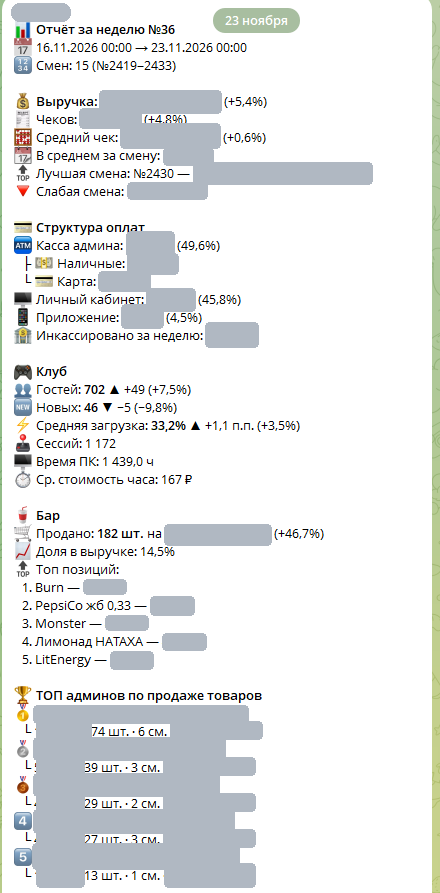 23 ноября
Отчёт за неделю №36
16.11.2026 00:00 → 23.11.2026 00:00
Смен: 15 (№2419–2433)
Выручка: (+5,4%)
Чеков: (+4,8%)
Средний чек: (+0,6%)
В среднем за смену:
Лучшая смена: №2430 —
Слабая смена:
Структура оплат
Касса админа: (49,6%)
Наличные:
Карта:
Личный кабинет: (45,8%)
Приложение: (4,5%)
Инкассировано за неделю:
Клуб
Гостей: 702 ▲ +49 (+7,5%)
Новых: 46 ▼ −5 (−9,8%)
Средняя загрузка: 33,2% ▲ +1,1 п.п. (+3,5%)
Сессий: 1 172
Время ПК: 1 439,0 ч
Ср. стоимость часа: 167 ₽
Бар
Продано: 182 шт. на (+46,7%)
Доля в выручке: 14,5%
Топ позиций:
1. Burn —
2. PepsiCo жб 0,33 —
3. Monster —
4. Лимонад НАТАХА —
5. LitEnergy —
ТОП админов по продаже товаров
74 шт. · 6 см.
39 шт. · 3 см.
29 шт. · 2 см.
4
27 шт. · 3 см.
5
13 шт. · 1 см.